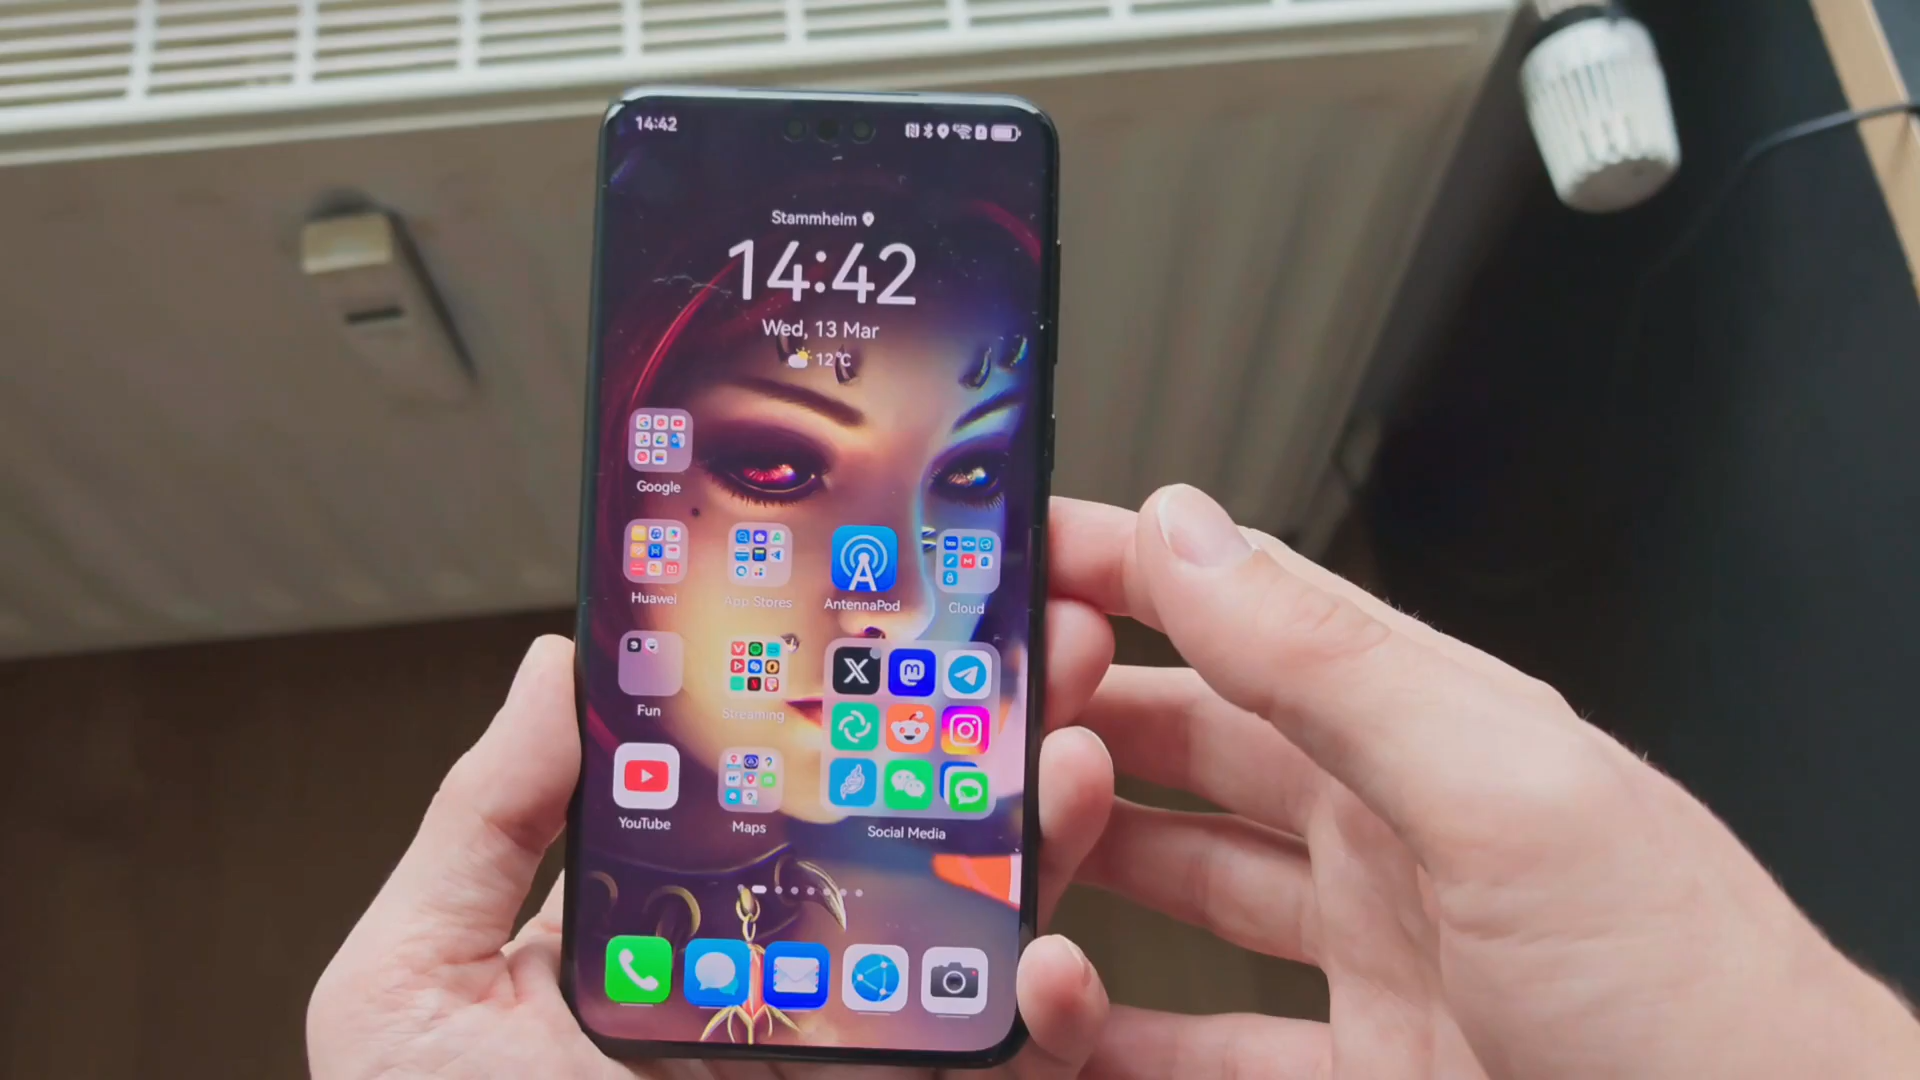 14:42
Stammheim
14:42
Wed, 13 Mar
12°C
Google
Huawei
App Stores
AntennaPod
Cloud
Fun
Streaming
YouTube
Maps
Social Media